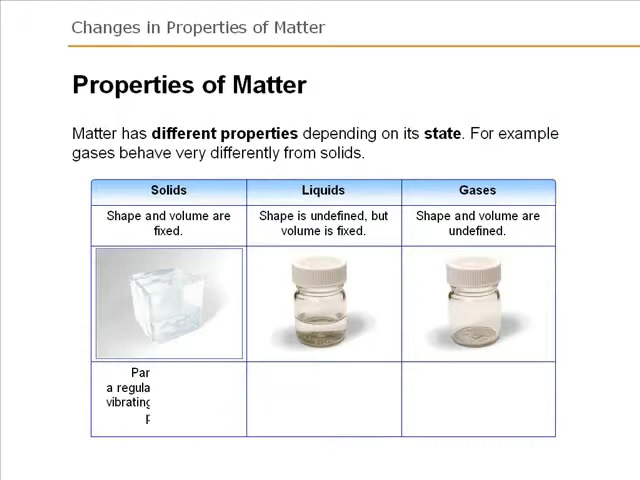 Changes in Properties of Matter
Properties of Matter
Matter has different properties depending on its state. For example
gases behave very differently from solids.
Solids
Liquids
Gases
Shape and volume are
fixed.
Shape is undefined, but
volume is fixed.
Shape and volume are
undefined.
a regula
vibrating